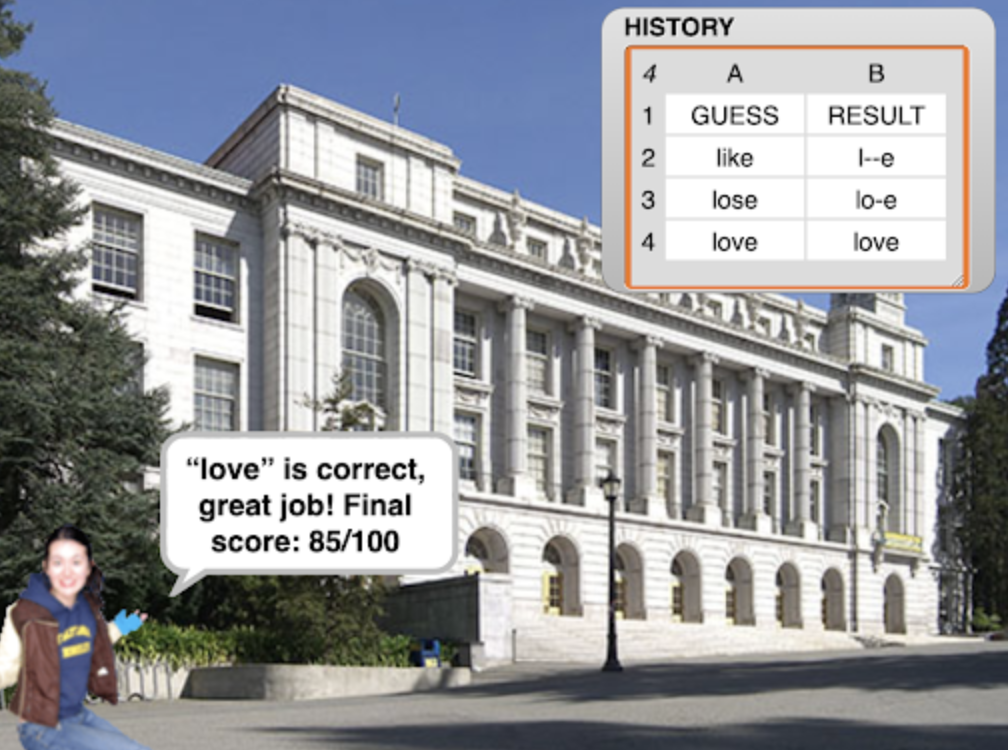 HISTORY
4 A B
1 GUESS RESULT
2 like l--e
3 lose lo-e
4 love love
“love” is correct,
great job! Final
score: 85/100